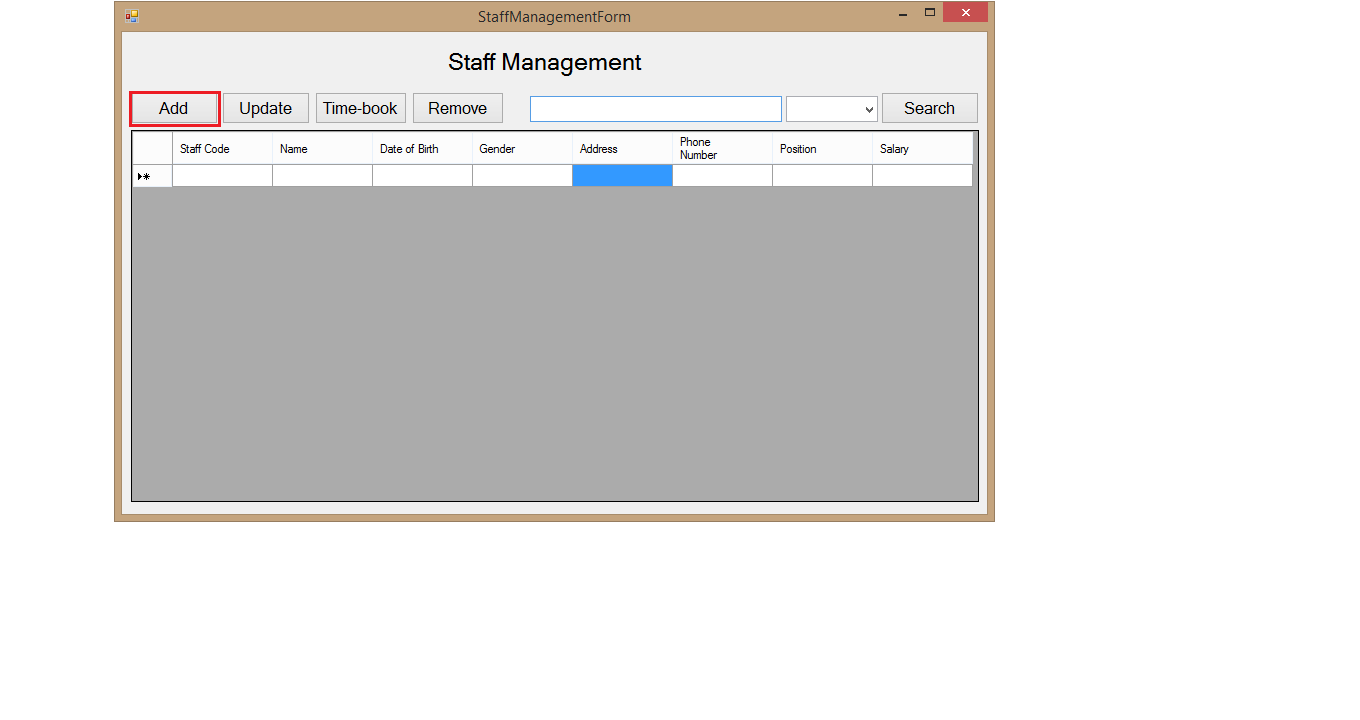 StaffManagementForm
Staff Management
Add Update Time-book Remove Search
Staff Code Name Date of Birth Gender Address Phone Number Position Salary